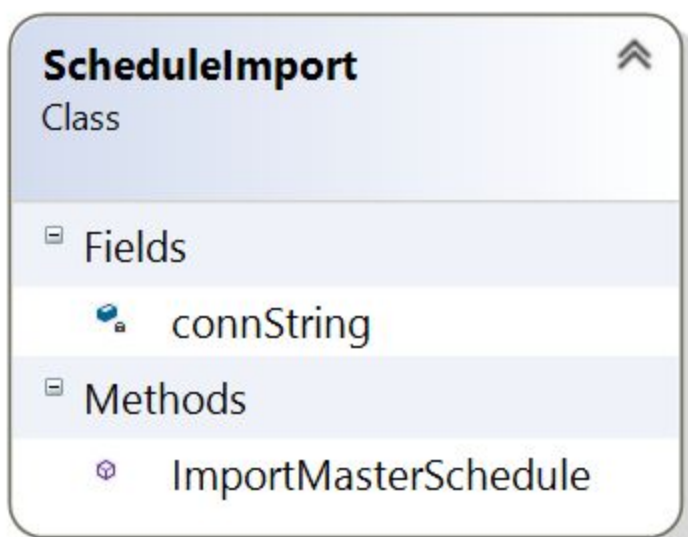 ScheduleImport
Class
Fields
connString
Methods
ImportMasterSchedule